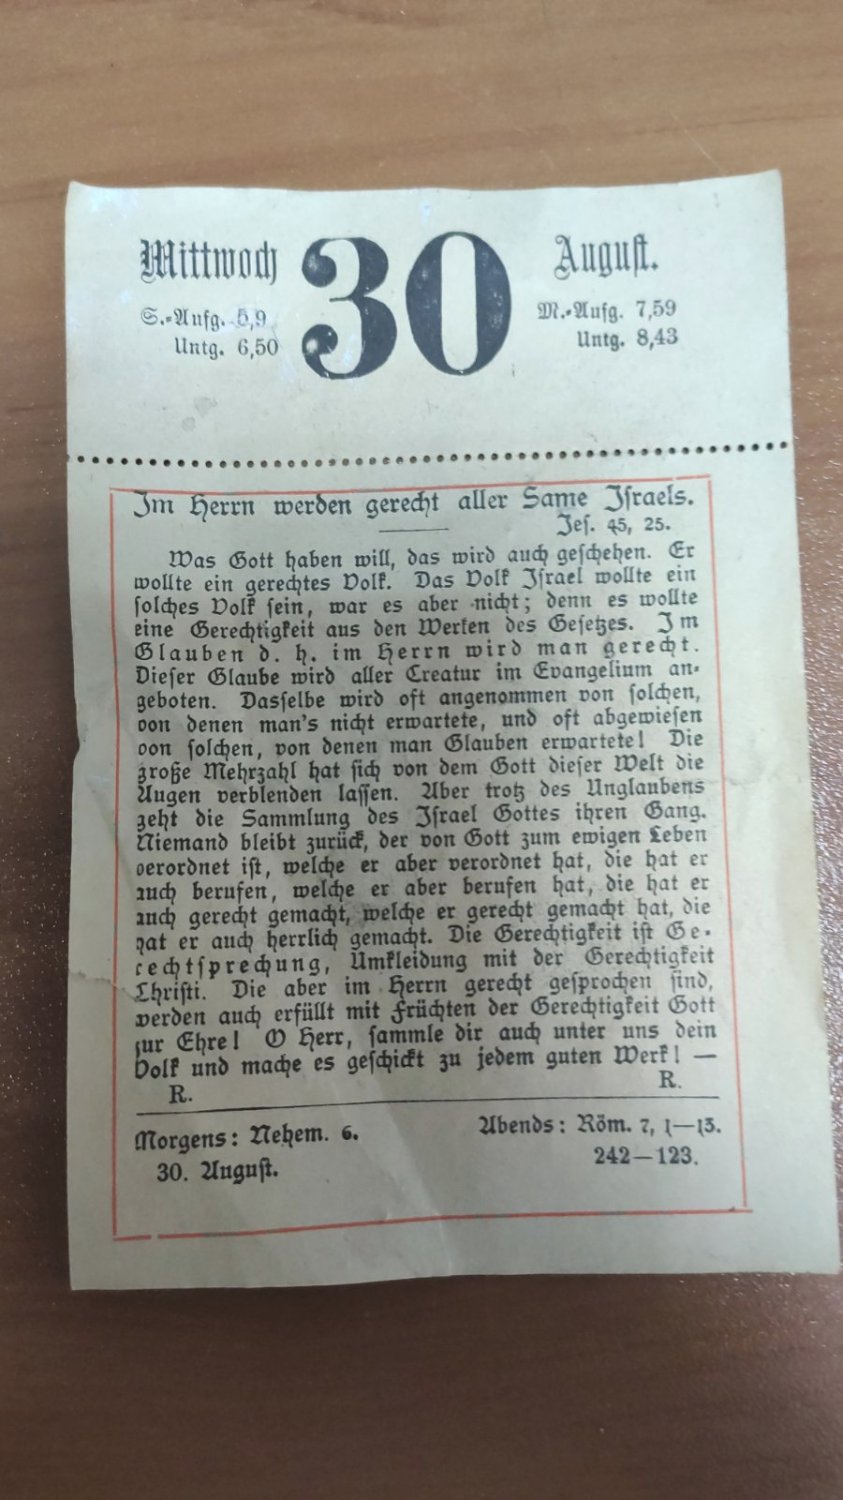 Mittwoch 30 August.
S.-Aufg. 5,9 M.-Aufg. 7,59
Untg. 6,50 Untg. 8,43
Im Herrn werden gerecht aller Same Israels.
Jes. 45, 25.
Was Gott haben will, das wird auch geschehen. Er
wollte ein gerechtes Volk. Das Volk Israel wollte ein
solches Volk sein, war es aber nicht; denn es wollte
eine Gerechtigkeit aus den Werken des Gesetzes. Im
Glauben d. h. im Herrn wird man gerecht.
Dieser Glaube wird aller Creatur im Evangelium an-
geboten. Dasselbe wird oft angenommen von solchen,
von denen man's nicht erwartete, und oft abgewiesen
von solchen, von denen man Glauben erwartete! Die
große Mehrzahl hat sich von dem Gott dieser Welt die
Augen verblenden lassen. Aber trotz des Unglaubens
geht die Sammlung des Israel Gottes ihren Gang.
Niemand bleibt zurück, der von Gott zum ewigen Leben
verordnet ist, welche er aber verordnet hat, die hat er
auch berufen, welche er aber berufen hat, die hat er
auch gerecht gemacht, welche er gerecht gemacht hat, die
hat er auch herrlich gemacht. Die Gerechtigkeit ist Ge-
rechtsprechung, Umkleidung mit der Gerechtigkeit
Christi. Die aber im Herrn gerecht gesprochen sind,
werden auch erfüllt mit Früchten der Gerechtigkeit Gott
zur Ehre! O Herr, sammle dir auch unter uns dein
Volk und mache es geschickt zu jedem guten Werk! —
R. R.
Morgens: Nehem. 6. Abends: Röm. 7, 1—13.
30. August. 242—123.